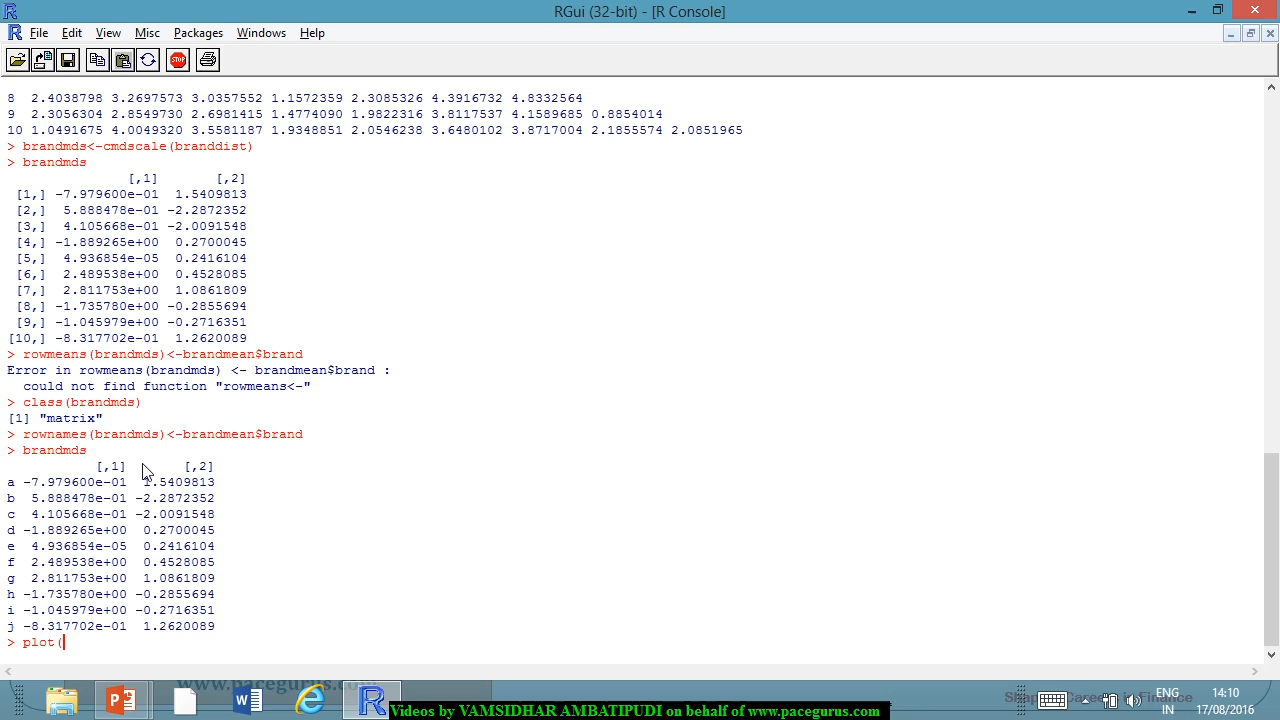 RGui (32-bit) - [R Console]
File Edit View Misc Packages Windows Help
STOP
8 2.4038798 3.2697573 3.0357552 1.1572359 2.3085326 4.3916732 4.8332564
9 2.3056304 2.8549730 2.6981415 1.4774090 1.9822316 3.8117537 4.1589685 0.8854014
10 1.0491675 4.0049320 3.5581187 1.9348851 2.0546238 3.6480102 3.8717004 2.1855574 2.0851965
> brandmds<-cmdscale(branddist)
> brandmds
[,1] [,2]
[1,] -7.979600e-01 1.5409813
[2,] 5.888478e-01 -2.2872352
[3,] 4.105668e-01 -2.0091548
[4,] -1.889265e+00 0.2700045
[5,] 4.936854e-05 0.2416104
[6,] 2.489538e+00 0.4528085
[7,] 2.811753e+00 1.0861809
[8,] -1.735780e+00 -0.2855694
[9,] -1.045979e+00 -0.2716351
[10,] -8.317702e-01 1.2620089
> rowmeans(brandmds)<-brandmean$brand
Error in rowmeans(brandmds) <- brandmean$brand :
could not find function "rowmeans<-"
> class(brandmds)
[1] "matrix"
> rownames(brandmds)<-brandmean$brand
> brandmds
[,1] [,2]
a -7.979600e-01 1.5409813
b 5.888478e-01 -2.2872352
c 4.105668e-01 -2.0091548
d -1.889265e+00 0.2700045
e 4.936854e-05 0.2416104
f 2.489538e+00 0.4528085
g 2.811753e+00 1.0861809
h -1.735780e+00 -0.2855694
i -1.045979e+00 -0.2716351
j -8.317702e-01 1.2620089
> plot(
www.pacegurus.com
ENG 14:10
IN 17/08/2016
Videos by VAMSIDHAR AMBATIPUDI on behalf of www.pacegurus.com